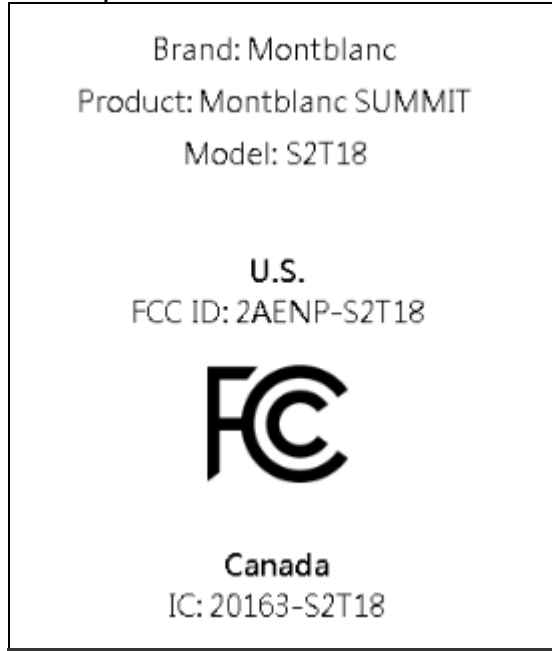 Brand: Montblanc
Product: Montblanc SUMMIT
Model: S2T18
U.S.
FCC ID: 2AENP-S2T18
FC
Canada
IC: 20163-S2T18